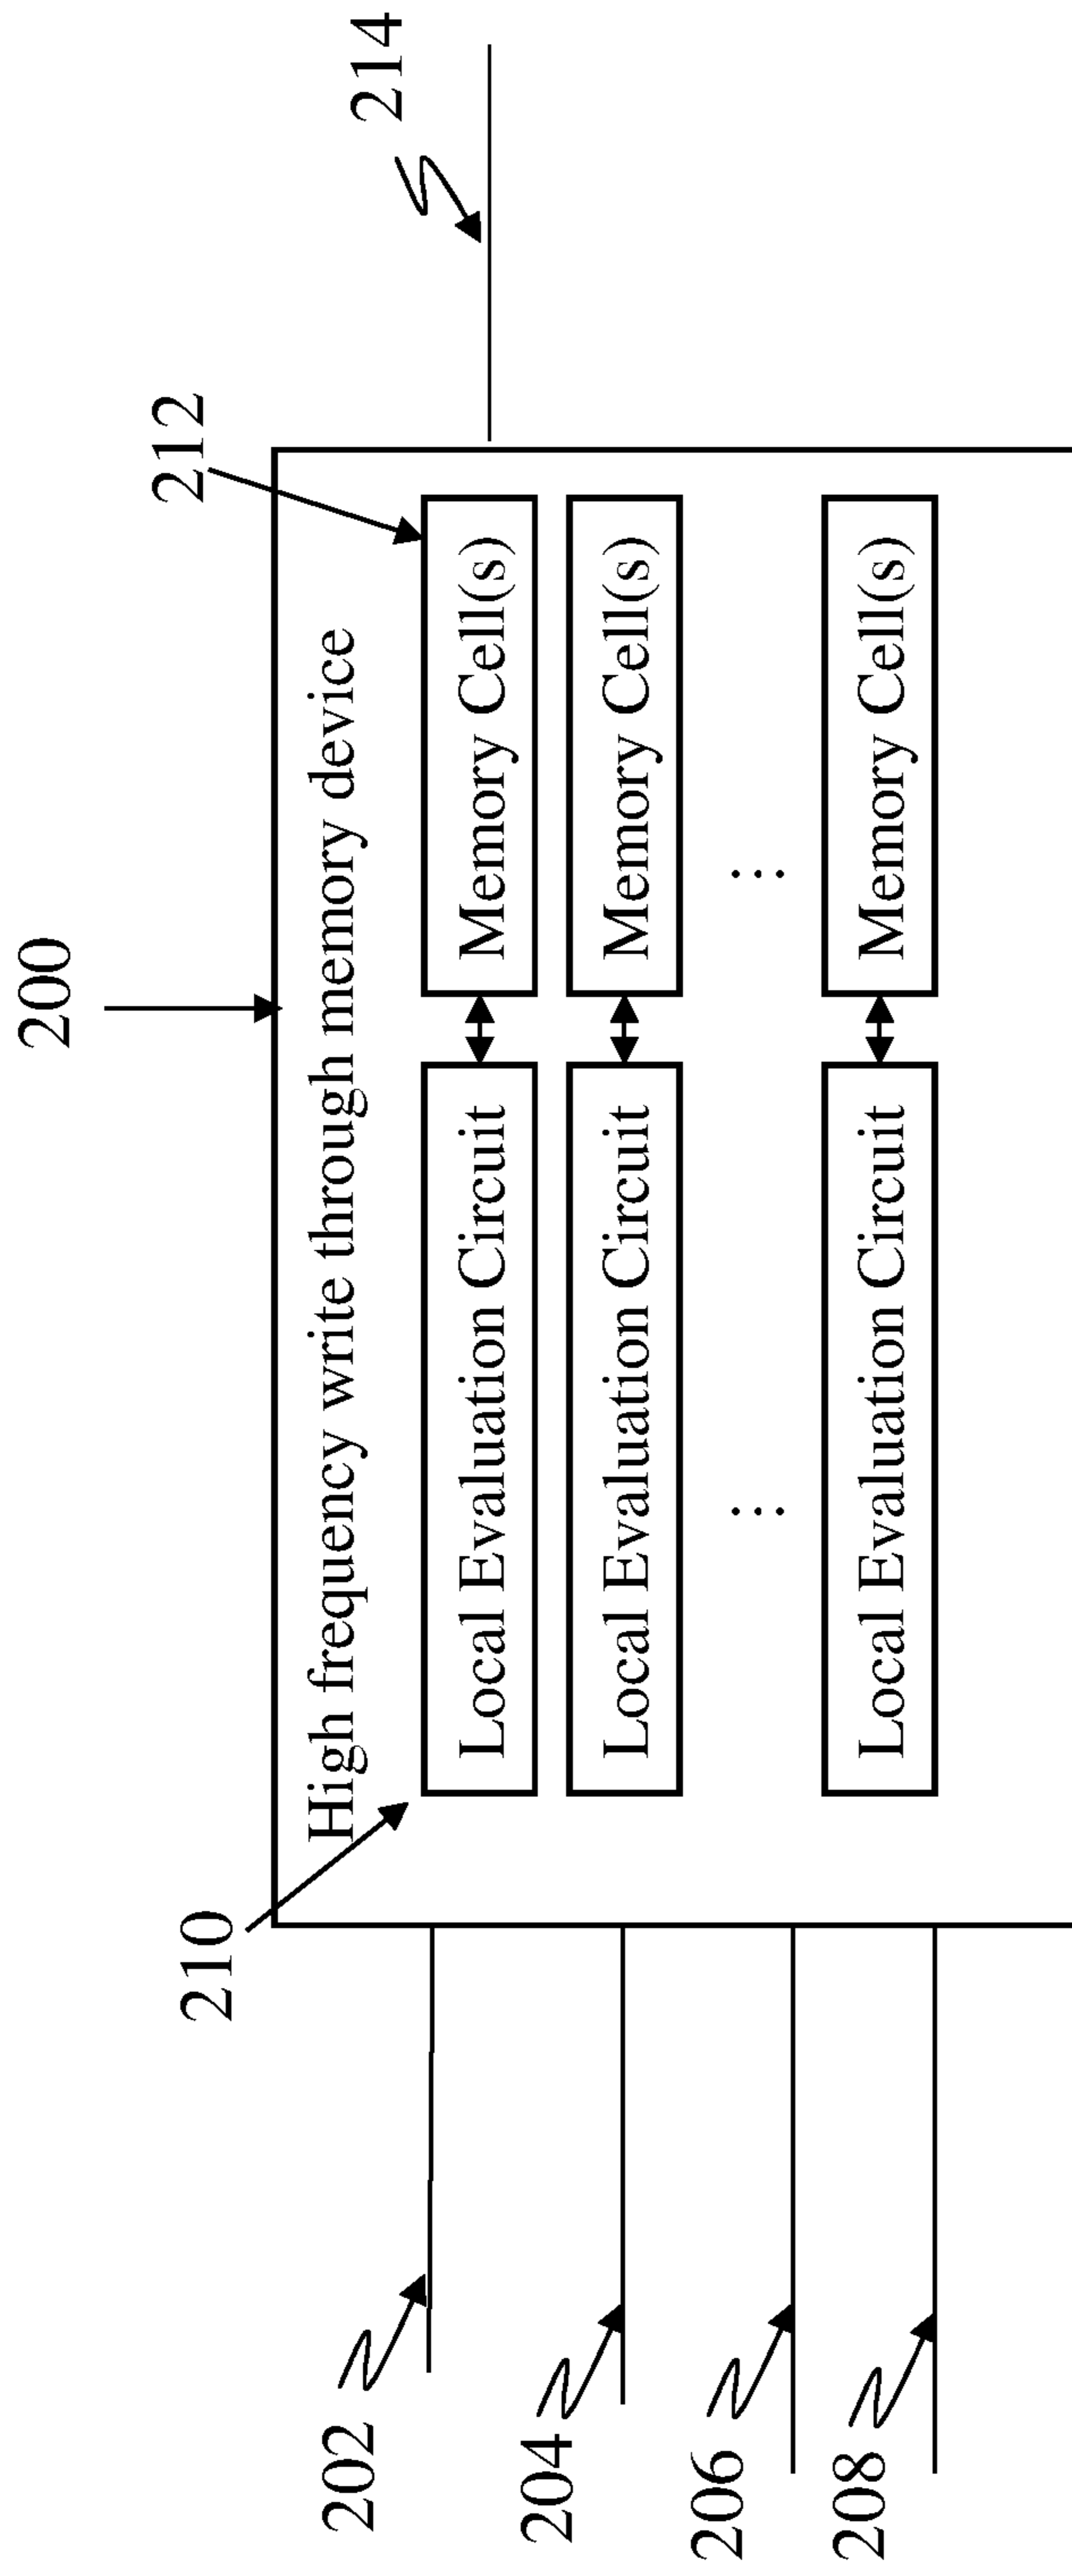 200
High frequency write through memory device
210
212
214
202
Local Evaluation Circuit
Memory Cell(s)
204
Local Evaluation Circuit
Memory Cell(s)
206
⋮
⋮
208
Local Evaluation Circuit
Memory Cell(s)